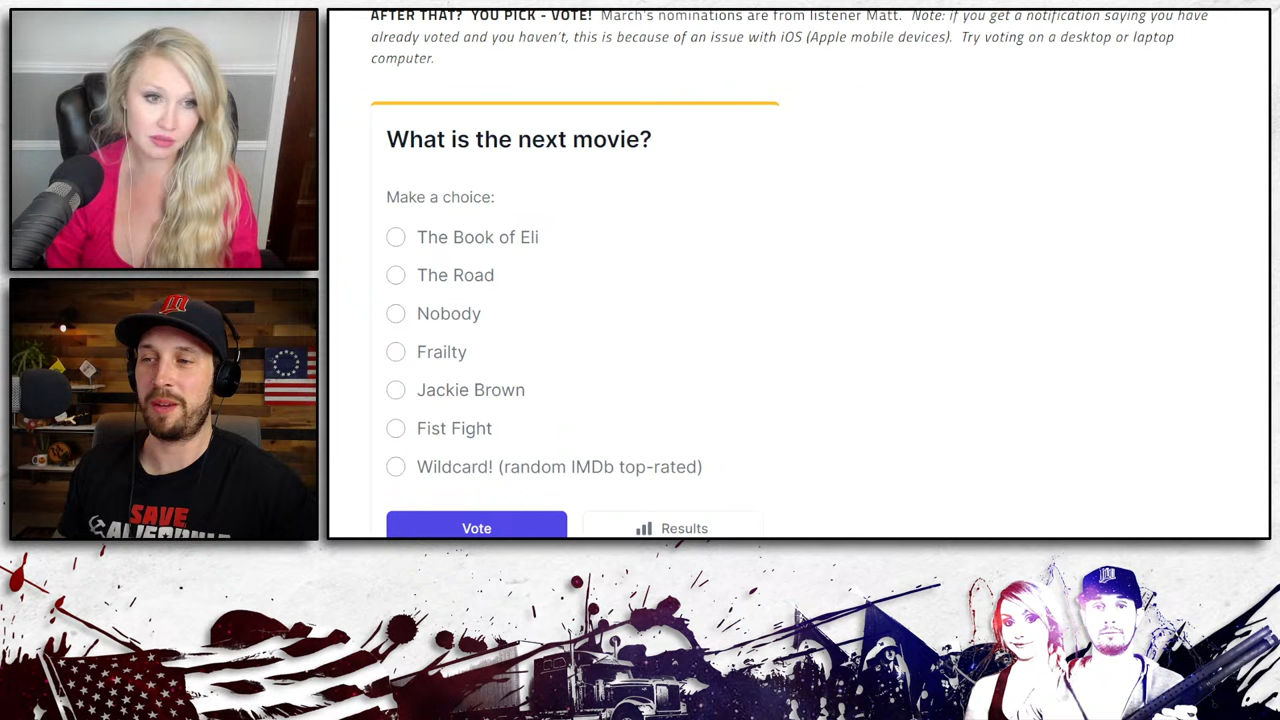 AFTER THAT? YOU PICK - VOTE! March's nominations are from listener Matt. Note: if you get a notification saying you have
already voted and you haven't, this is because of an issue with iOS (Apple mobile devices). Try voting on a desktop or laptop
computer.
What is the next movie?
Make a choice:
The Book of Eli
The Road
Nobody
Frailty
Jackie Brown
Fist Fight
Wildcard! (random IMDb top-rated)
Vote
Results
SAVE